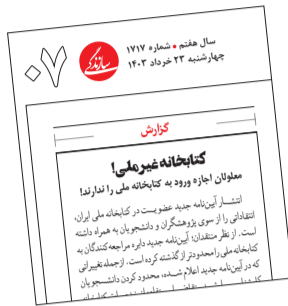 سال هفتم • شماره ۱۷۱۷
چهارشنبه ۲۳ خرداد ۱۴۰۳
سازندگی
۰۷
گزارش
کتابخانه غیرملی!
معلولان اجازه ورود به کتابخانه ملی را ندارند!
انتشار آیین‌نامه جدید عضویت در کتابخانه ملی ایران،
انتقاداتی را از سوی پژوهشگران و دانشجویان به همراه داشته
است. از نظر منتقدان، آیین‌نامه جدید دایره مراجعه‌کنندگان به
کتابخانه ملی را محدودتر از گذشته کرده است. ازجمله تغییراتی
که در آیین‌نامه جدید اعلام شده، محدود کردن دانشجویان